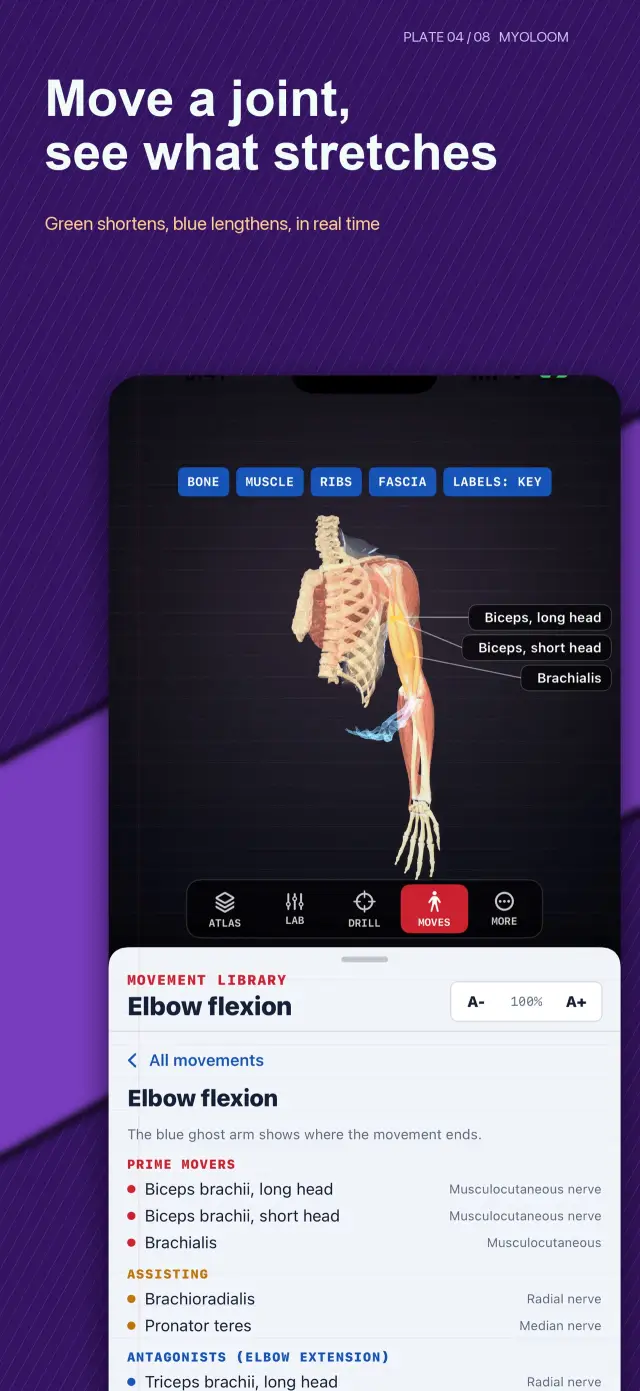 PLATE 04 / 08 MYOLOOM
Move a joint,
see what stretches
Green shortens, blue lengthens, in real time
BONE MUSCLE RIBS FASCIA LABELS: KEY
Biceps, long head
Biceps, short head
Brachialis
ATLAS LAB DRILL MOVES MORE
MOVEMENT LIBRARY
Elbow flexion
A- 100% A+
All movements
Elbow flexion
The blue ghost arm shows where the movement ends.
PRIME MOVERS
Biceps brachii, long head Musculocutaneous nerve
Biceps brachii, short head Musculocutaneous nerve
Brachialis Musculocutaneous
ASSISTING
Brachioradialis Radial nerve
Pronator teres Median nerve
ANTAGONISTS (ELBOW EXTENSION)
Triceps brachii, long head Radial nerve